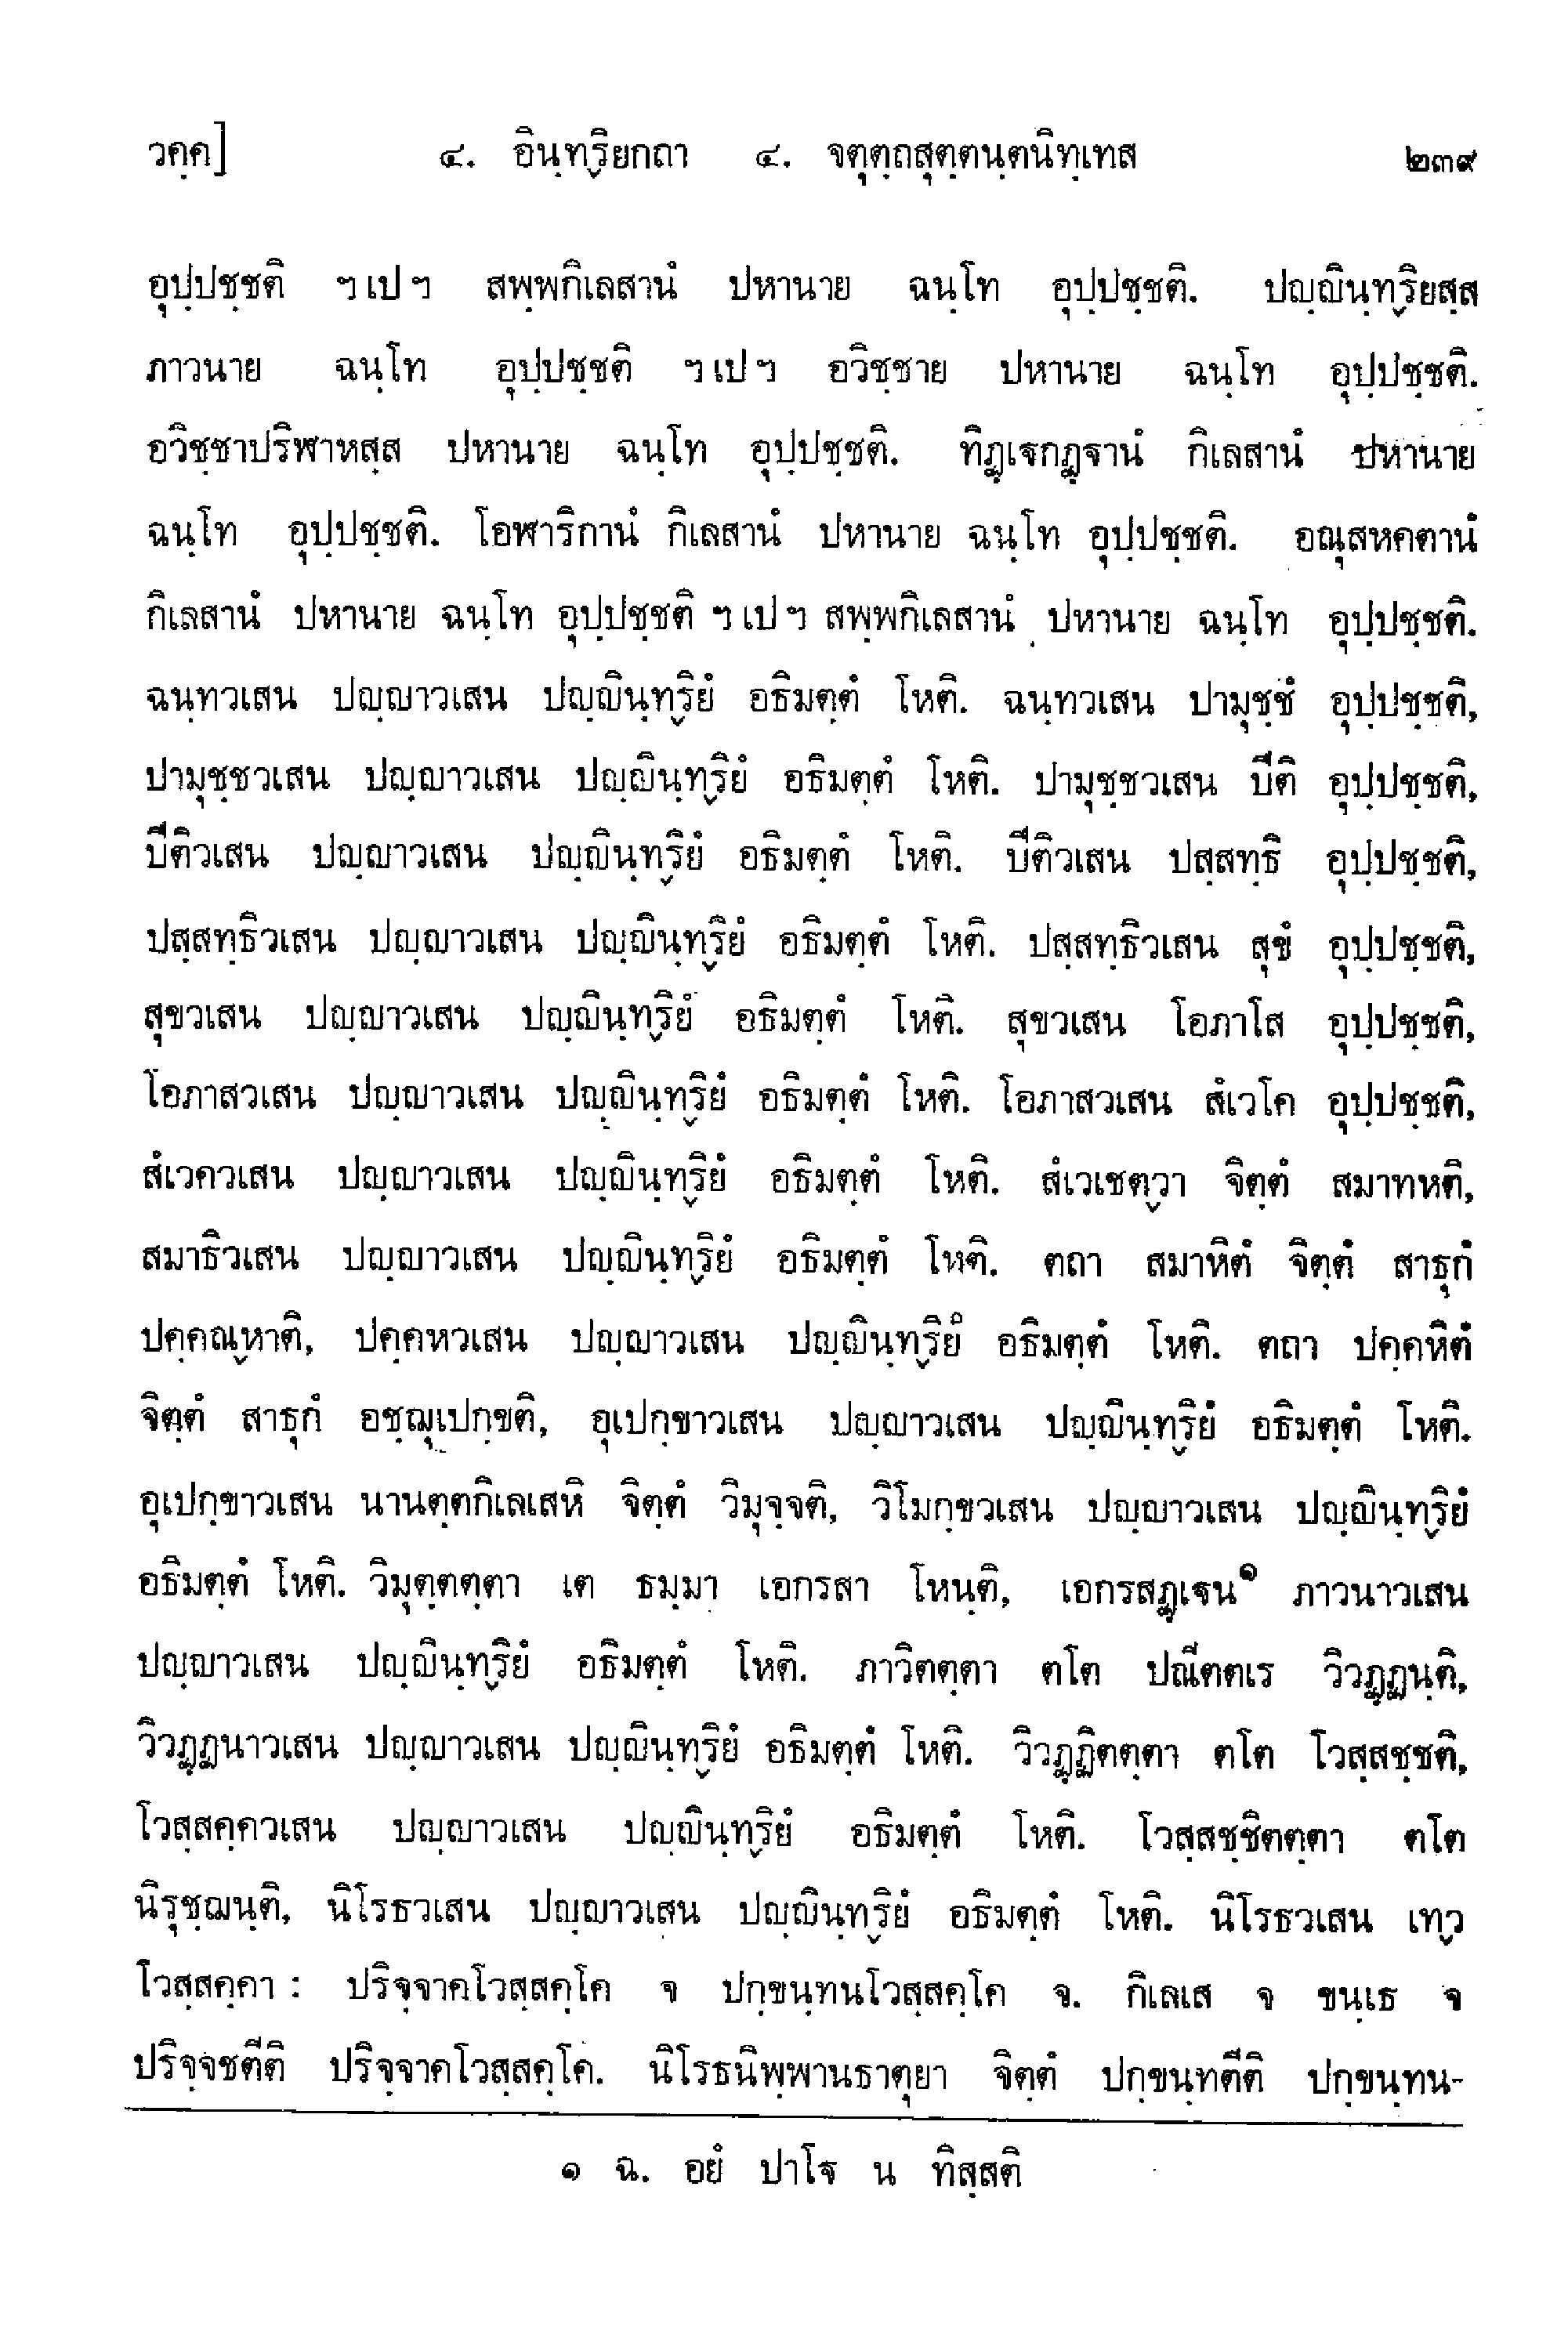 วคฺค] ๔. อินฺทฺริยกถา ๔. จตุตฺถสุตฺตนฺตนิทฺเทส ๒๓๙
อุปฺปชฺชติ ฯเปฯ สพฺพกิเลสานํ ปหานาย ฉนฺโท อุปฺปชฺชติ. ปญฺญินฺทฺริยสฺส
ภาวนาย ฉนฺโท อุปฺปชฺชติ ฯเปฯ อวิชฺชาย ปหานาย ฉนฺโท อุปฺปชฺชติ.
อวิชฺชาปริฬาหสฺส ปหานาย ฉนฺโท อุปฺปชฺชติ. ทิฏฺเฐกฏฺฐานํ กิเลสานํ ปหานาย
ฉนฺโท อุปฺปชฺชติ. โอฬาริกานํ กิเลสานํ ปหานาย ฉนฺโท อุปฺปชฺชติ. อณุสหคตานํ
กิเลสานํ ปหานาย ฉนฺโท อุปฺปชฺชติ ฯเปฯ สพฺพกิเลสานํ ปหานาย ฉนฺโท อุปฺปชฺชติ.
ฉนฺทวเสน ปญฺญาวเสน ปญฺญินฺทฺริยํ อธิมตฺตํ โหติ. ฉนฺทวเสน ปามุชฺชํ อุปฺปชฺชติ,
ปามุชฺชวเสน ปญฺญาวเสน ปญฺญินฺทฺริยํ อธิมตฺตํ โหติ. ปามุชฺชวเสน ปีติ อุปฺปชฺชติ,
ปีติวเสน ปญฺญาวเสน ปญฺญินฺทฺริยํ อธิมตฺตํ โหติ. ปีติวเสน ปสฺสทฺธิ อุปฺปชฺชติ,
ปสฺสทฺธิวเสน ปญฺญาวเสน ปญฺญินฺทฺริยํ อธิมตฺตํ โหติ. ปสฺสทฺธิวเสน สุขํ อุปฺปชฺชติ,
สุขวเสน ปญฺญาวเสน ปญฺญินฺทฺริยํ อธิมตฺตํ โหติ. สุขวเสน โอภาโส อุปฺปชฺชติ,
โอภาสวเสน ปญฺญาวเสน ปญฺญินฺทฺริยํ อธิมตฺตํ โหติ. โอภาสวเสน สํเวโค อุปฺปชฺชติ,
สํเวควเสน ปญฺญาวเสน ปญฺญินฺทฺริยํ อธิมตฺตํ โหติ. สํเวเชตฺวา จิตฺตํ สมาทหติ,
สมาธิวเสน ปญฺญาวเสน ปญฺญินฺทฺริยํ อธิมตฺตํ โหติ. ตถา สมาหิตํ จิตฺตํ สาธุกํ
ปคฺคณฺหาติ, ปคฺคหวเสน ปญฺญาวเสน ปญฺญินฺทฺริยํ อธิมตฺตํ โหติ. ตถา ปคฺคหิตํ
จิตฺตํ สาธุกํ อชฺฌุเปกฺขติ, อุเปกฺขาวเสน ปญฺญาวเสน ปญฺญินฺทฺริยํ อธิมตฺตํ โหติ.
อุเปกฺขาวเสน นานตฺตกิเลเสหิ จิตฺตํ วิมุจฺจติ, วิโมกฺขวเสน ปญฺญาวเสน ปญฺญินฺทฺริยํ
อธิมตฺตํ โหติ. วิมุตฺตตฺตา เต ธมฺมา เอกรสา โหนฺติ, เอกรสฏฺเฐน๑ ภาวนาวเสน
ปญฺญาวเสน ปญฺญินฺทฺริยํ อธิมตฺตํ โหติ. ภาวิตตฺตา ตโต ปณีตตเร วิวฏฺฏนฺติ,
วิวฏฺฏนาวเสน ปญฺญาวเสน ปญฺญินฺทฺริยํ อธิมตฺตํ โหติ. วิวฏฺฏิตตฺตา ตโต โวสฺสชฺชติ,
โวสฺสคฺควเสน ปญฺญาวเสน ปญฺญินฺทฺริยํ อธิมตฺตํ โหติ. โวสฺสชฺชิตตฺตา ตโต
นิรุชฺฌนฺติ, นิโรธวเสน ปญฺญาวเสน ปญฺญินฺทฺริยํ อธิมตฺตํ โหติ. นิโรธวเสน เทฺว
โวสฺสคฺคา : ปริจฺจาคโวสฺสคฺโค จ ปกฺขนฺทนโวสฺสคฺโค จ. กิเลเส จ ขนฺเธ จ
ปริจฺจชตีติ ปริจฺจาคโวสฺสคฺโค. นิโรธนิพฺพานธาตุยา จิตฺตํ ปกฺขนฺทตีติ ปกฺขนฺทน-
๑ ฉ. อยํ ปาโฐ น ทิสฺสติ